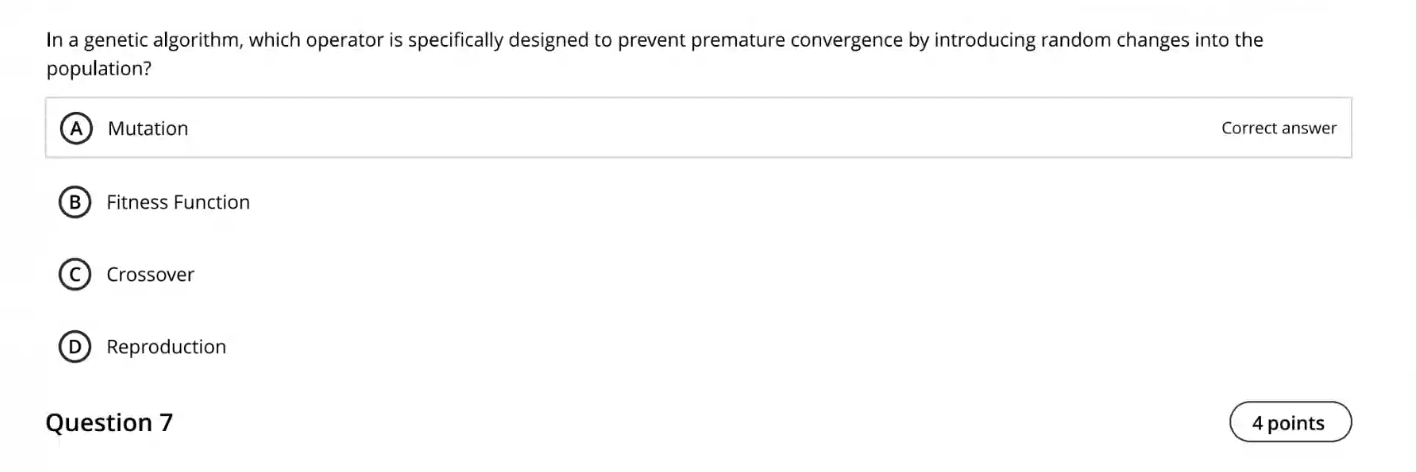 In a genetic algorithm, which operator is specifically designed to prevent premature convergence by introducing random changes into the
population?
A Mutation Correct answer
B Fitness Function
C Crossover
D Reproduction
Question 7 4 points